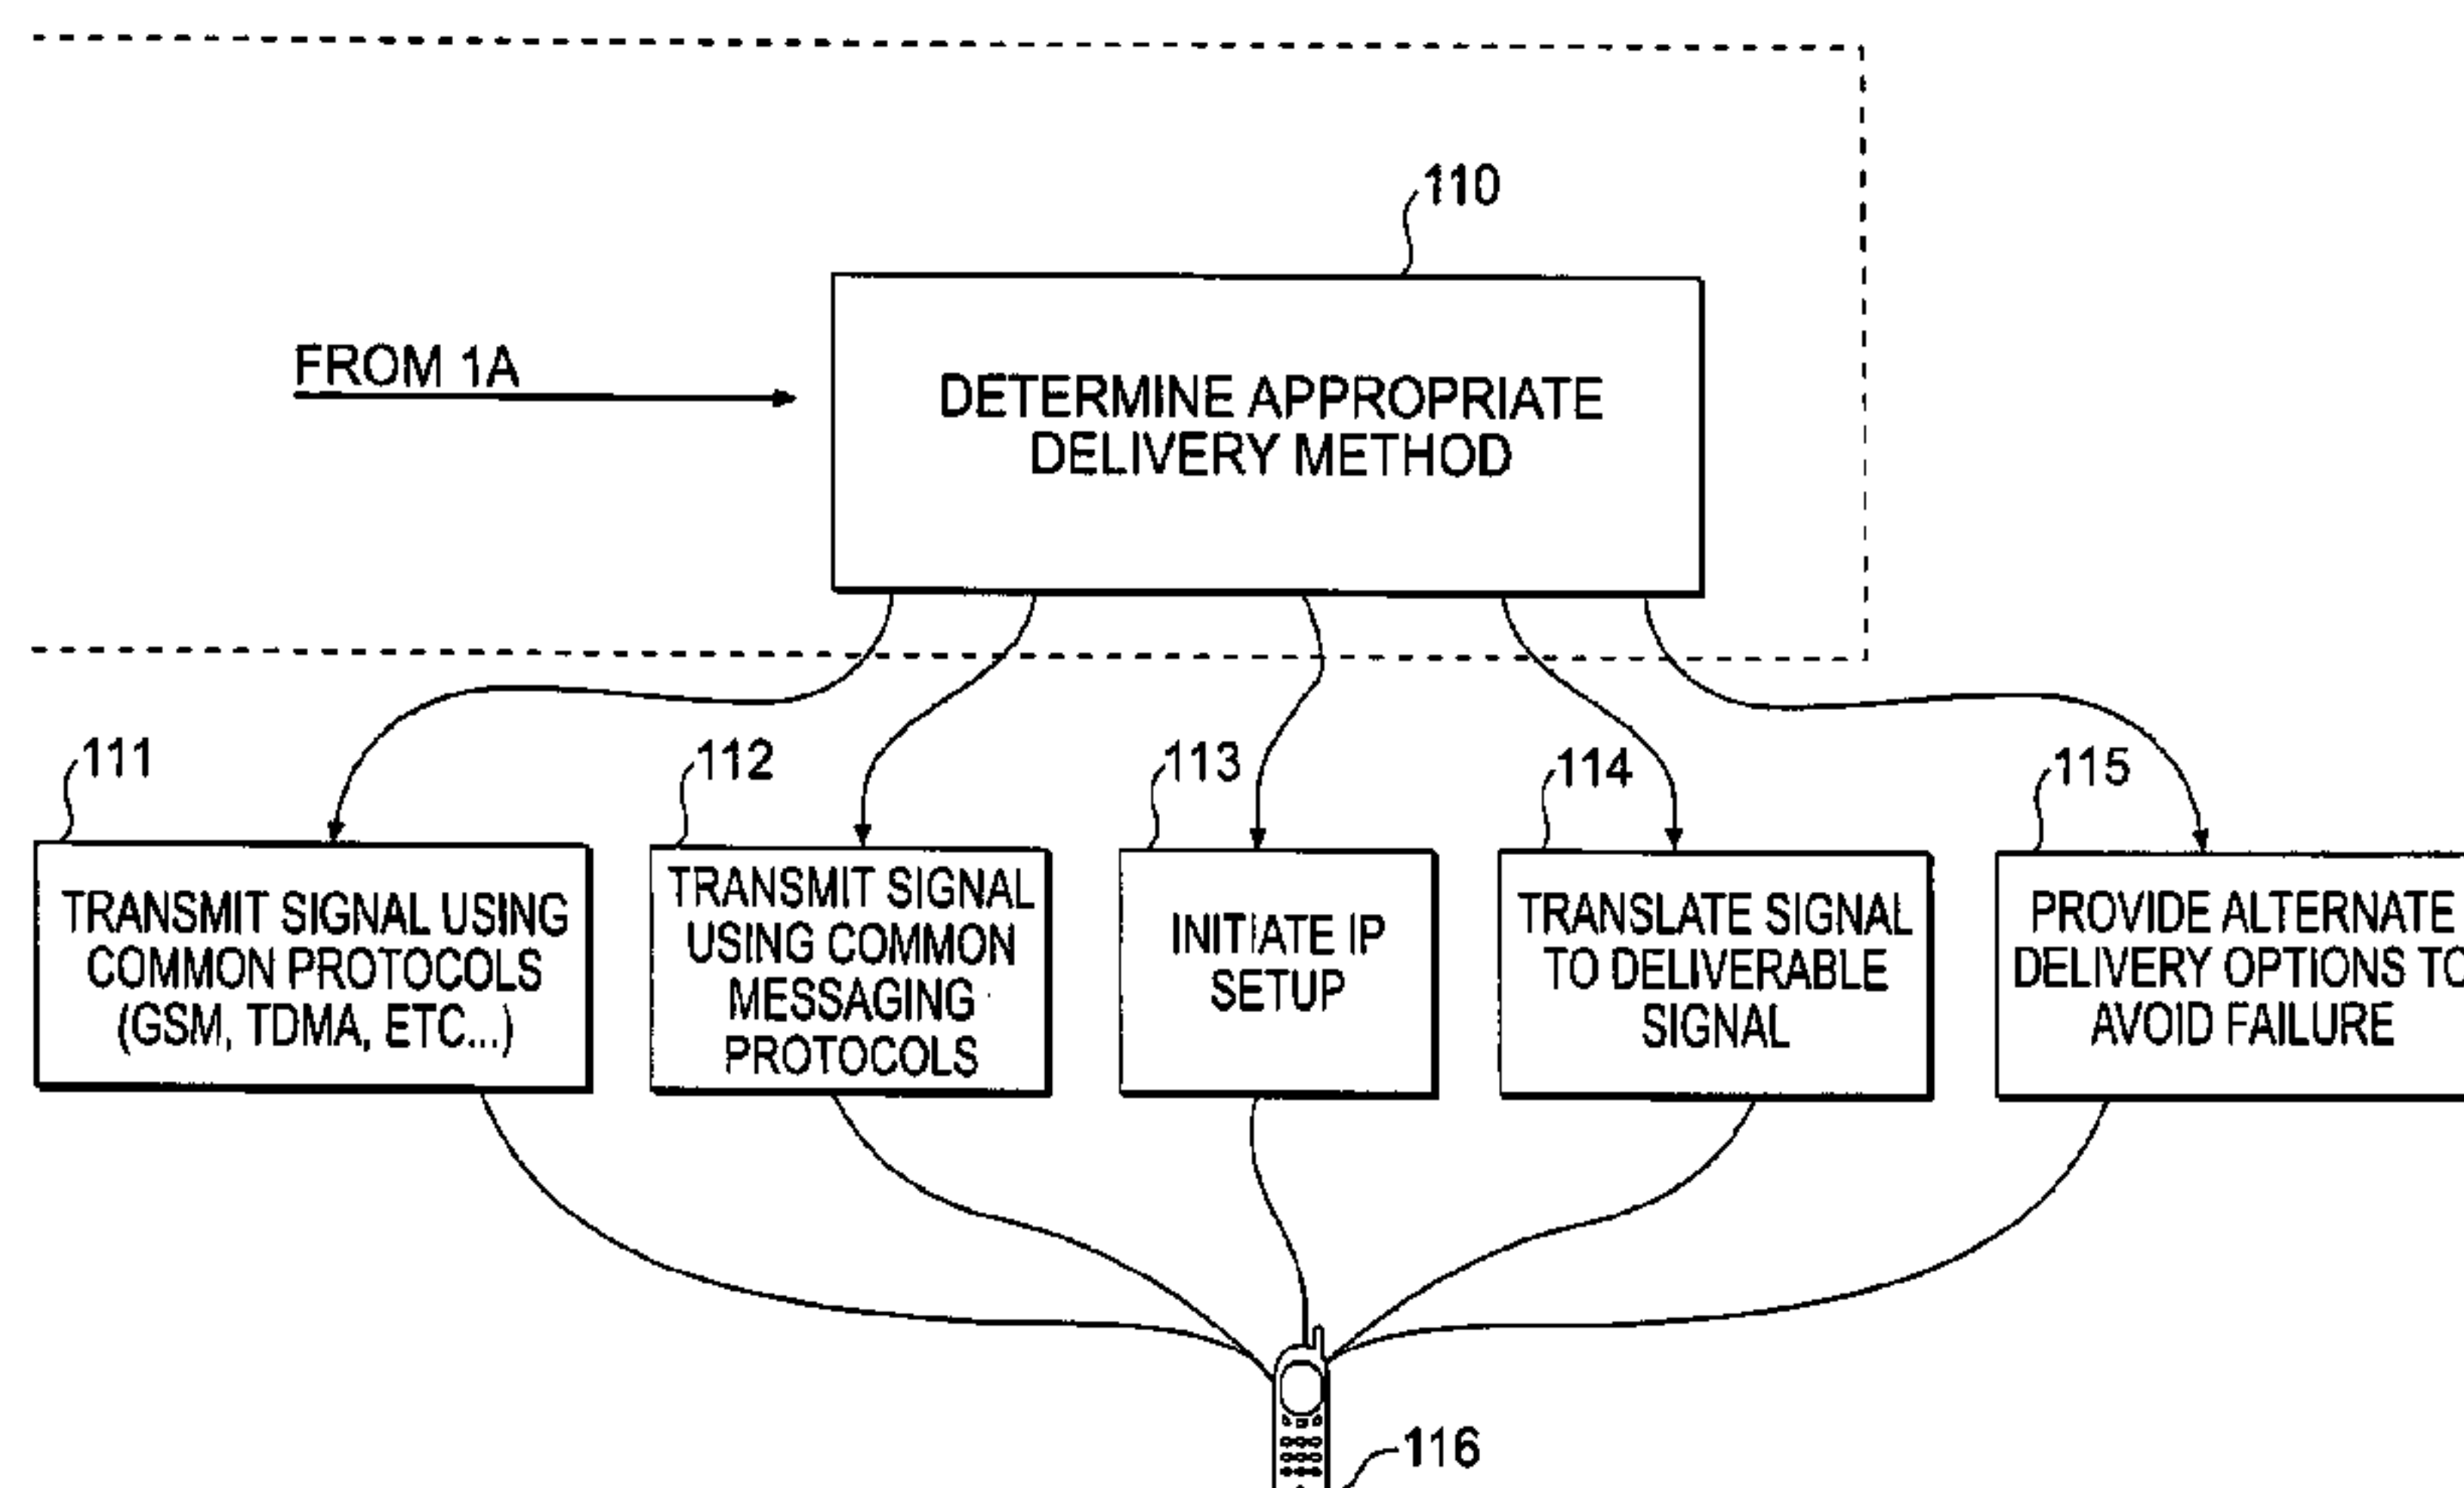 110
FROM 1A
DETERMINE APPROPRIATE
DELIVERY METHOD
111
112
113
114
115
TRANSMIT SIGNAL USING
COMMON PROTOCOLS
(GSM, TDMA, ETC...)
TRANSMIT SIGNAL
USING COMMON
MESSAGING
PROTOCOLS
INITIATE IP
SETUP
TRANSLATE SIGNAL
TO DELIVERABLE
SIGNAL
PROVIDE ALTERNATE
DELIVERY OPTIONS TO
AVOID FAILURE
116